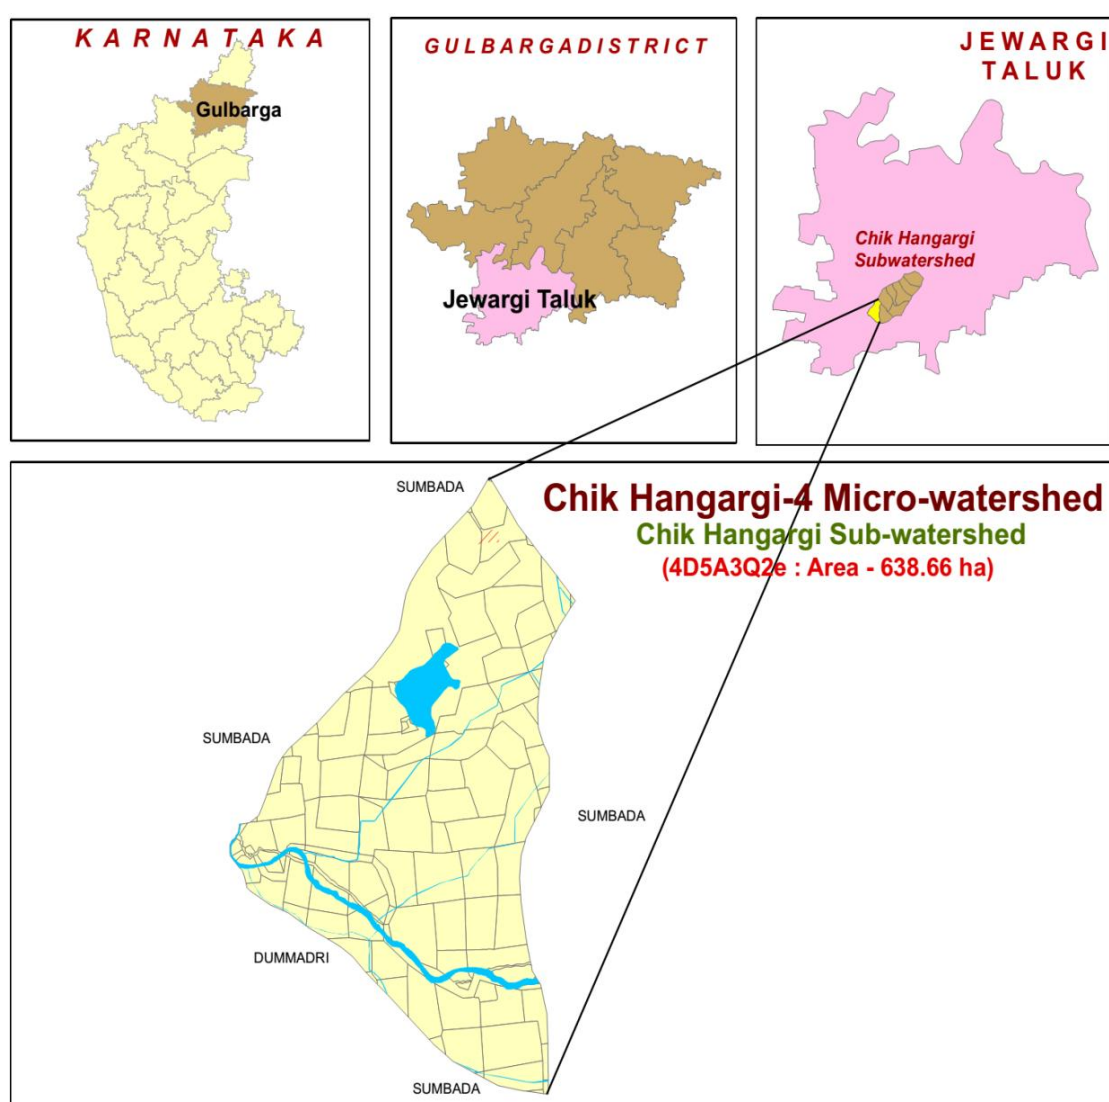 KARNATAKA
Gulbarga
GULBARGADISTRICT
Jewargi Taluk
JEWARGI
TALUK
Chik Hangargi
Subwatershed
Chik Hangargi-4 Micro-watershed
Chik Hangargi Sub-watershed
(4D5A3Q2e : Area - 638.66 ha)
SUMBADA
SUMBADA
SUMBADA
DUMMADRI
SUMBADA